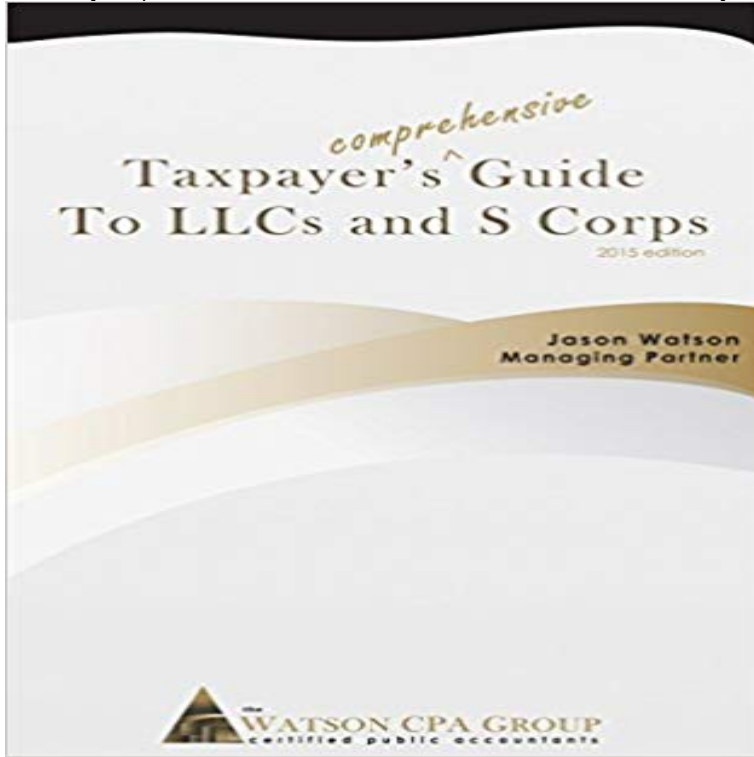 comprehensive
Taxpayer's ^ Guide
To LLCs and S Corps
2015 edition
Jason Watson
Managing Partner
the
WATSON CPA GROUP
certified public accountants